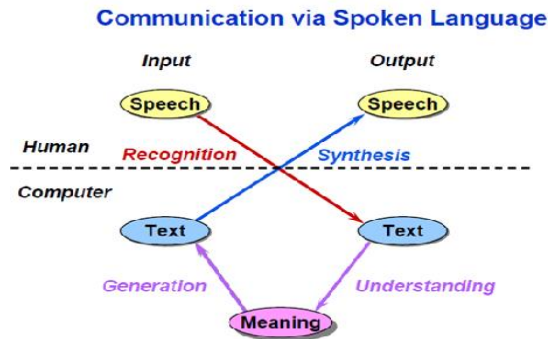 Communication via Spoken Language
Input Output
Speech Speech
Human
Recognition Synthesis
Computer
Text Text
Generation Understanding
Meaning